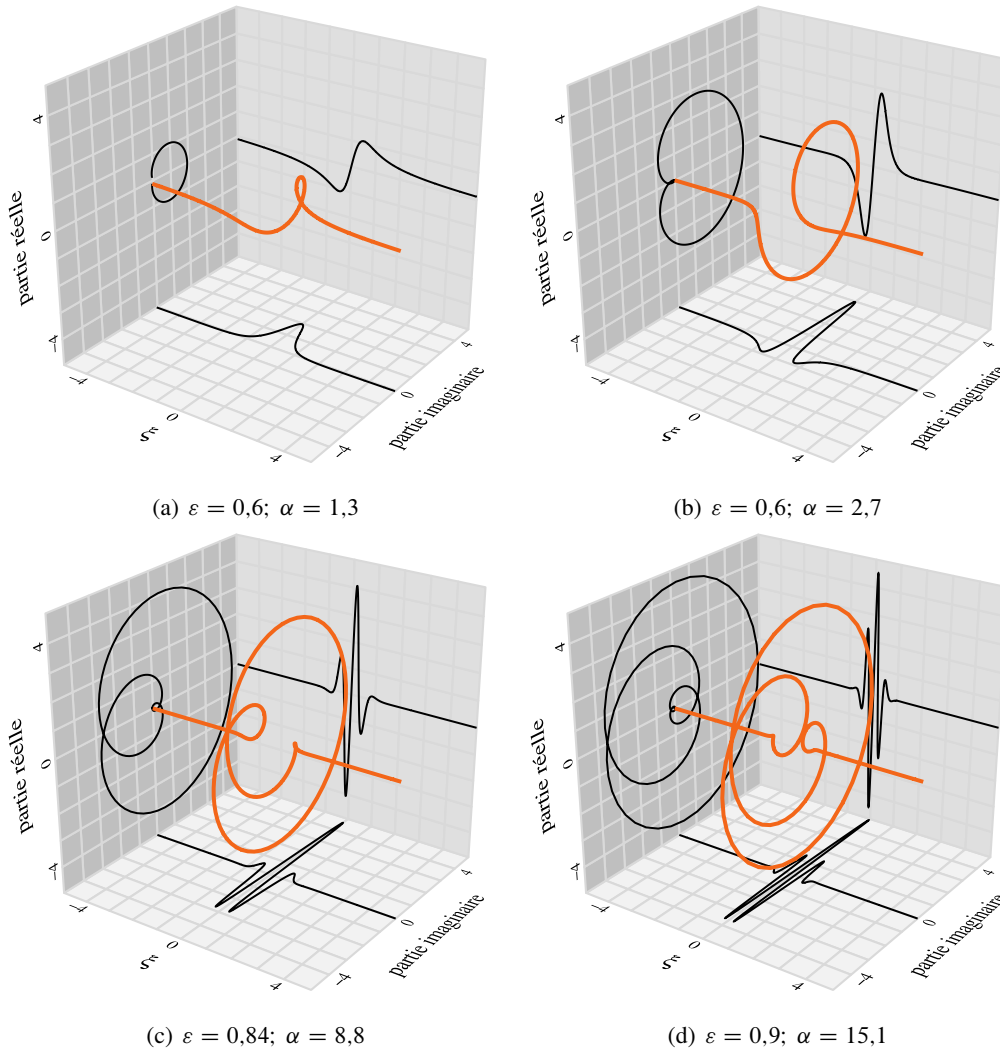 4
0
−4
partie réelle
−4
0
4
ς
−4
0
4
partie imaginaire
4
0
−4
partie réelle
−4
0
4
ς
−4
0
4
partie imaginaire
(a) ε = 0,6; α = 1,3
(b) ε = 0,6; α = 2,7
4
0
−4
partie réelle
−4
0
4
ς
−4
0
4
partie imaginaire
4
0
−4
partie réelle
−4
0
4
ς
−4
0
4
partie imaginaire
(c) ε = 0,84; α = 8,8
(d) ε = 0,9; α = 15,1